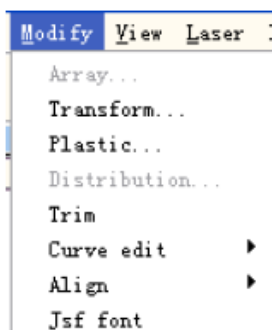 Modify View Laser
Array...
Transform...
Plastic...
Distribution...
Trim
Curve edit
Align
Jsf font